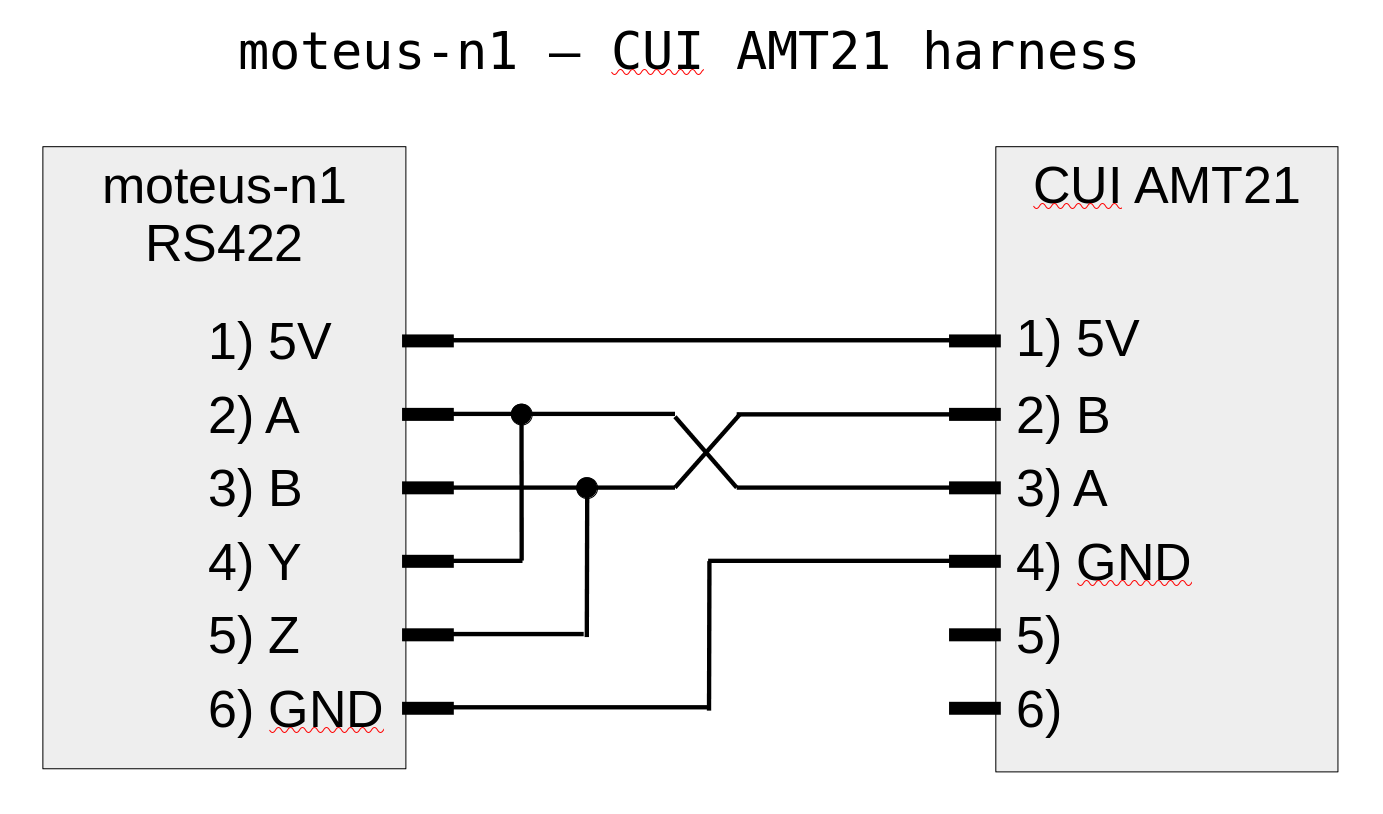 moteus-n1 – CUI AMT21 harness
moteus-n1
RS422
1) 5V
2) A
3) B
4) Y
5) Z
6) GND
CUI AMT21
1) 5V
2) B
3) A
4) GND
5)
6)